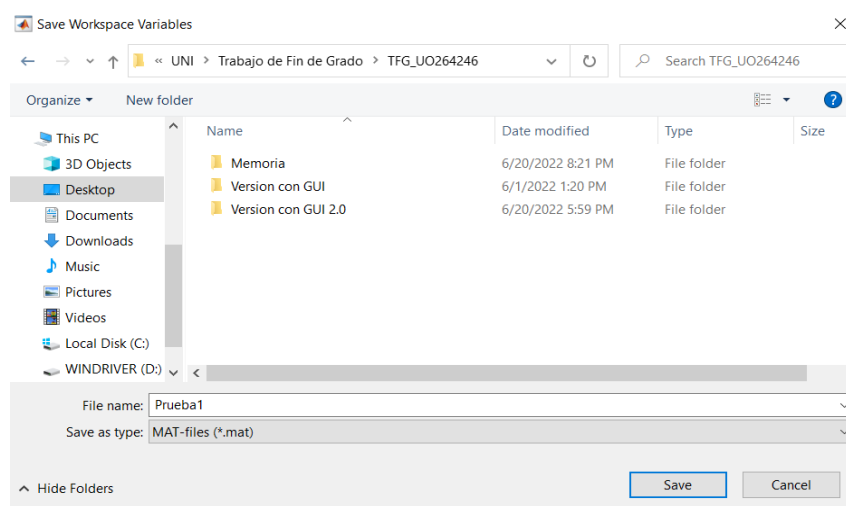 Save Workspace Variables
« UNI > Trabajo de Fin de Grado > TFG_UO264246
Search TFG_UO264246
Organize
New folder
Name Date modified Type Size
This PC
3D Objects
Desktop
Documents
Downloads
Music
Pictures
Videos
Local Disk (C:)
WINDRIVER (D:)
Memoria 6/20/2022 8:21 PM File folder
Version con GUI 6/1/2022 1:20 PM File folder
Version con GUI 2.0 6/20/2022 5:59 PM File folder
File name: Prueba1
Save as type: MAT-files (*.mat)
Hide Folders
Save
Cancel